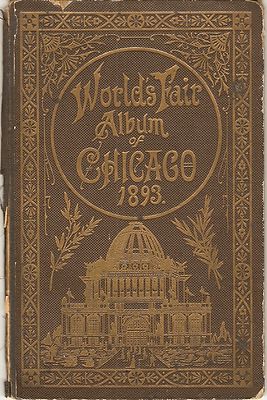 World's Fair
Album
of
CHICAGO
1893.